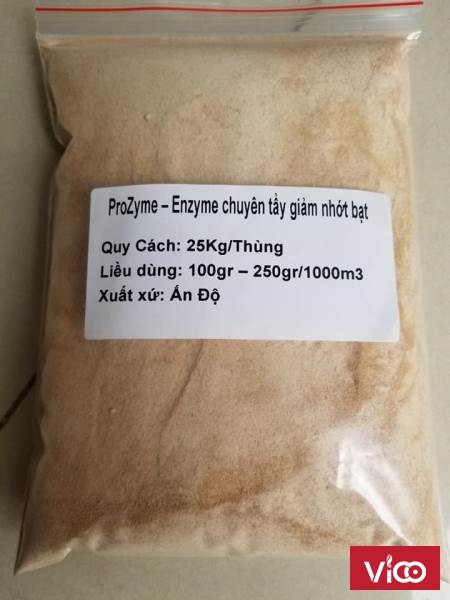 ProZyme – Enzyme chuyên tẩy giảm nhớt bạt
Quy Cách: 25Kg/Thùng
Liều dùng: 100gr – 250gr/1000m3
Xuất xứ: Ấn Độ
Vico